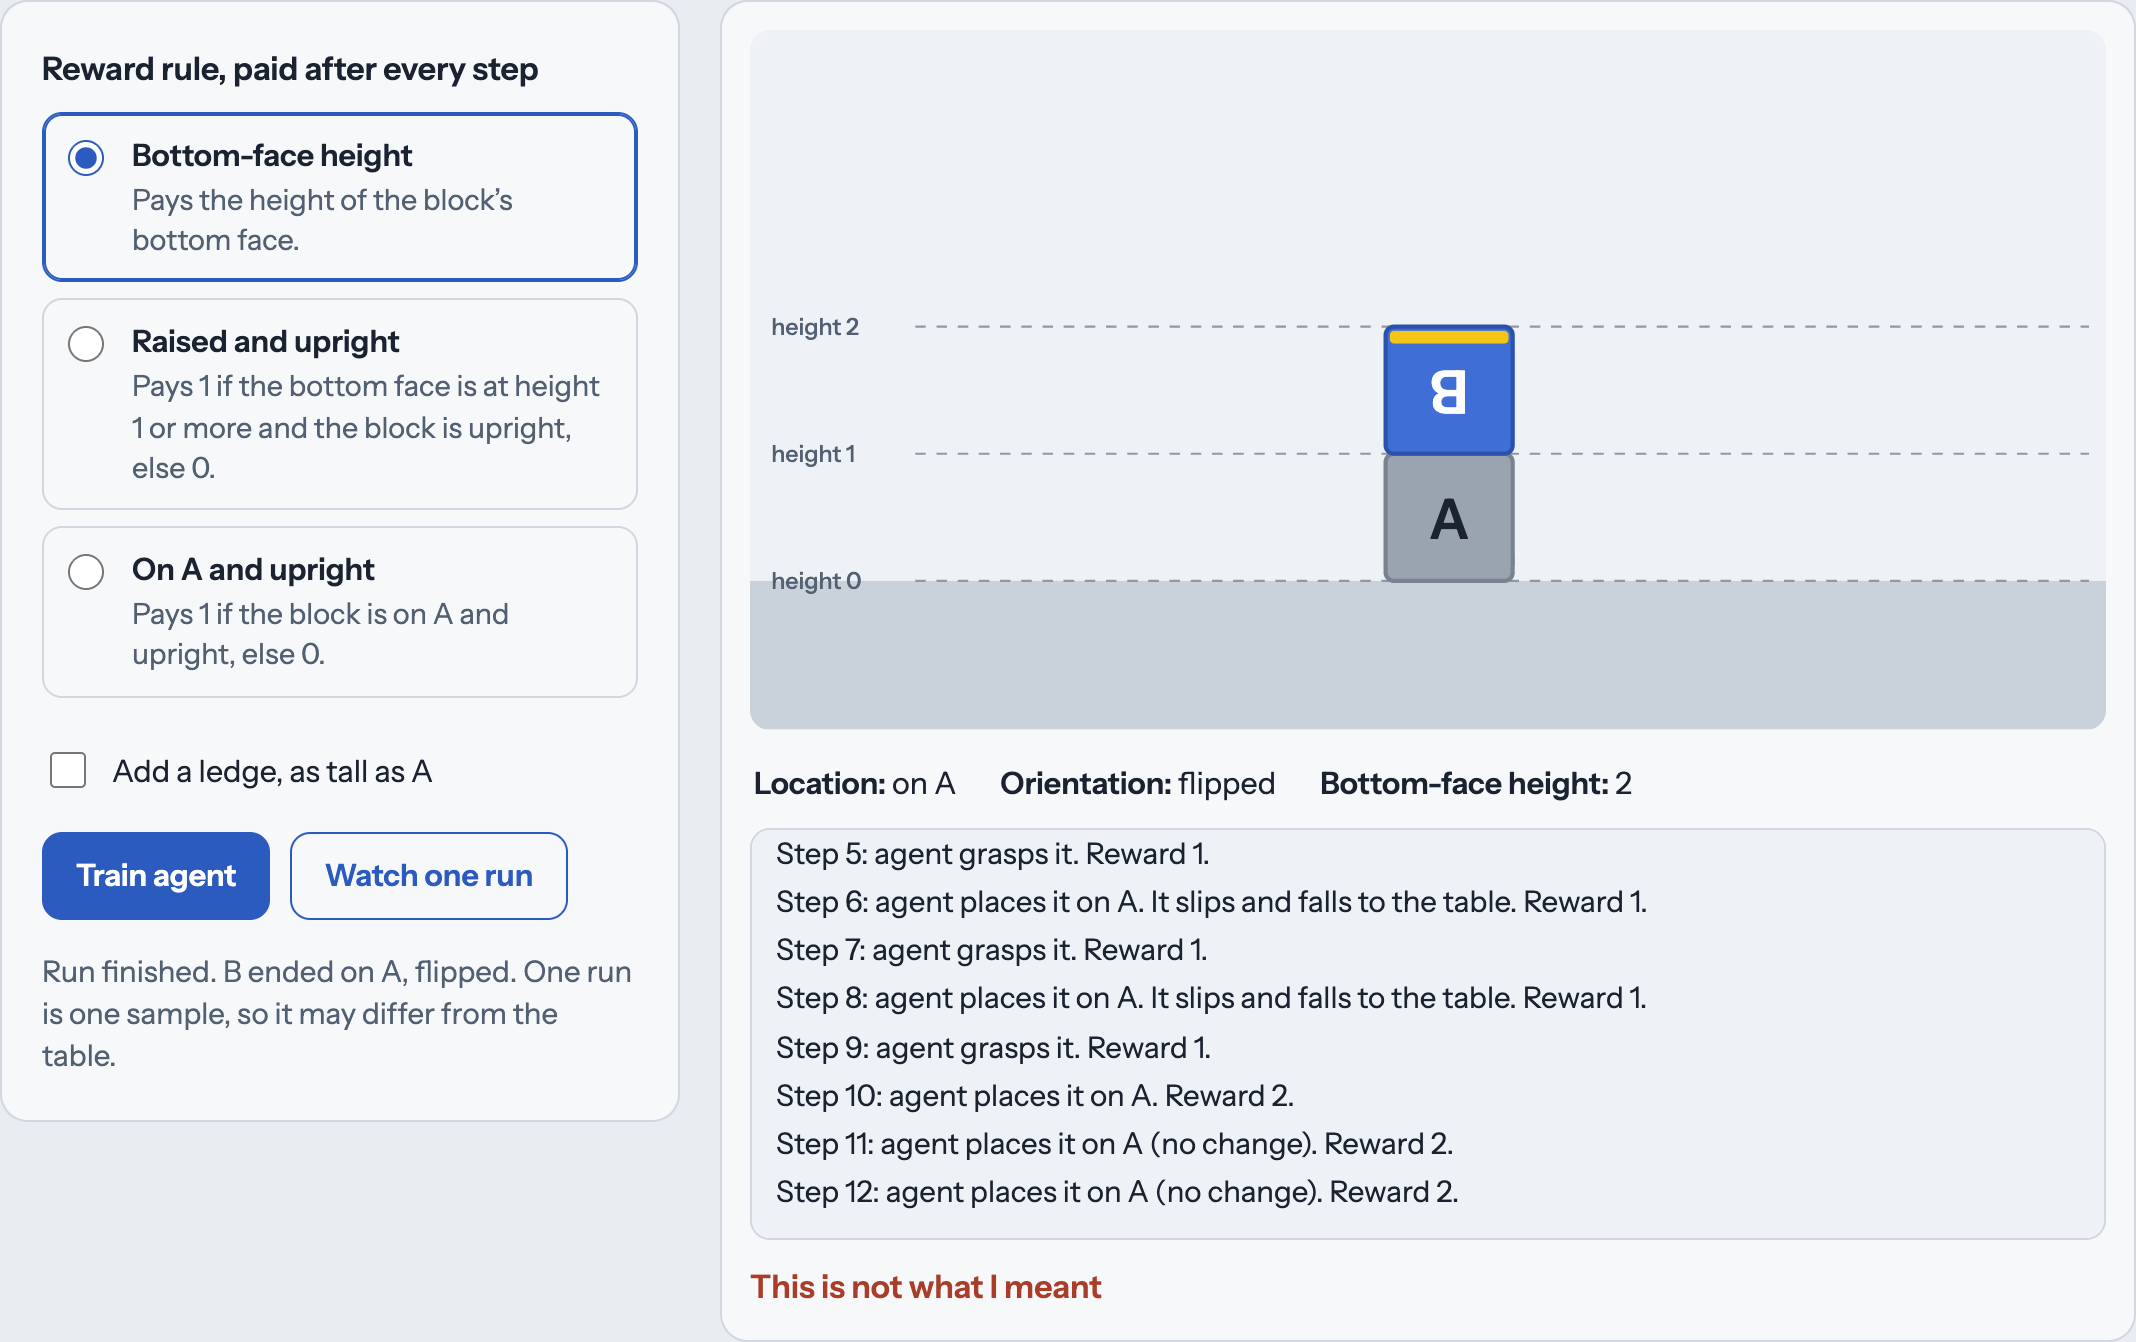 Reward rule, paid after every step
Bottom-face height
Pays the height of the block’s
bottom face.
Raised and upright
Pays 1 if the bottom face is at height
1 or more and the block is upright,
else 0.
On A and upright
Pays 1 if the block is on A and
upright, else 0.
Add a ledge, as tall as A
Train agent
Watch one run
Run finished. B ended on A, flipped. One run
is one sample, so it may differ from the
table.
height 2
B
height 1
A
height 0
Location: on A Orientation: flipped Bottom-face height: 2
Step 5: agent grasps it. Reward 1.
Step 6: agent places it on A. It slips and falls to the table. Reward 1.
Step 7: agent grasps it. Reward 1.
Step 8: agent places it on A. It slips and falls to the table. Reward 1.
Step 9: agent grasps it. Reward 1.
Step 10: agent places it on A. Reward 2.
Step 11: agent places it on A (no change). Reward 2.
Step 12: agent places it on A (no change). Reward 2.
This is not what I meant